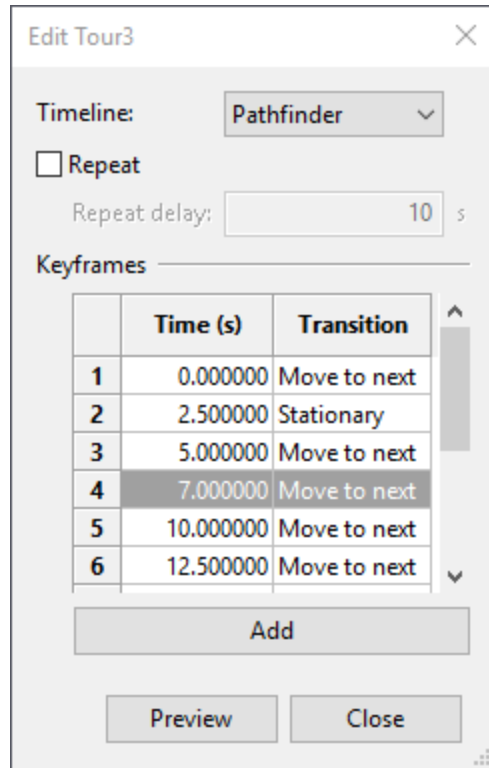 Edit Tour3
Timeline: Pathfinder
Repeat
Repeat delay: 10 s
Keyframes
Time (s) Transition
1 0.000000 Move to next
2 2.500000 Stationary
3 5.000000 Move to next
4 7.000000 Move to next
5 10.000000 Move to next
6 12.500000 Move to next
Add
Preview Close